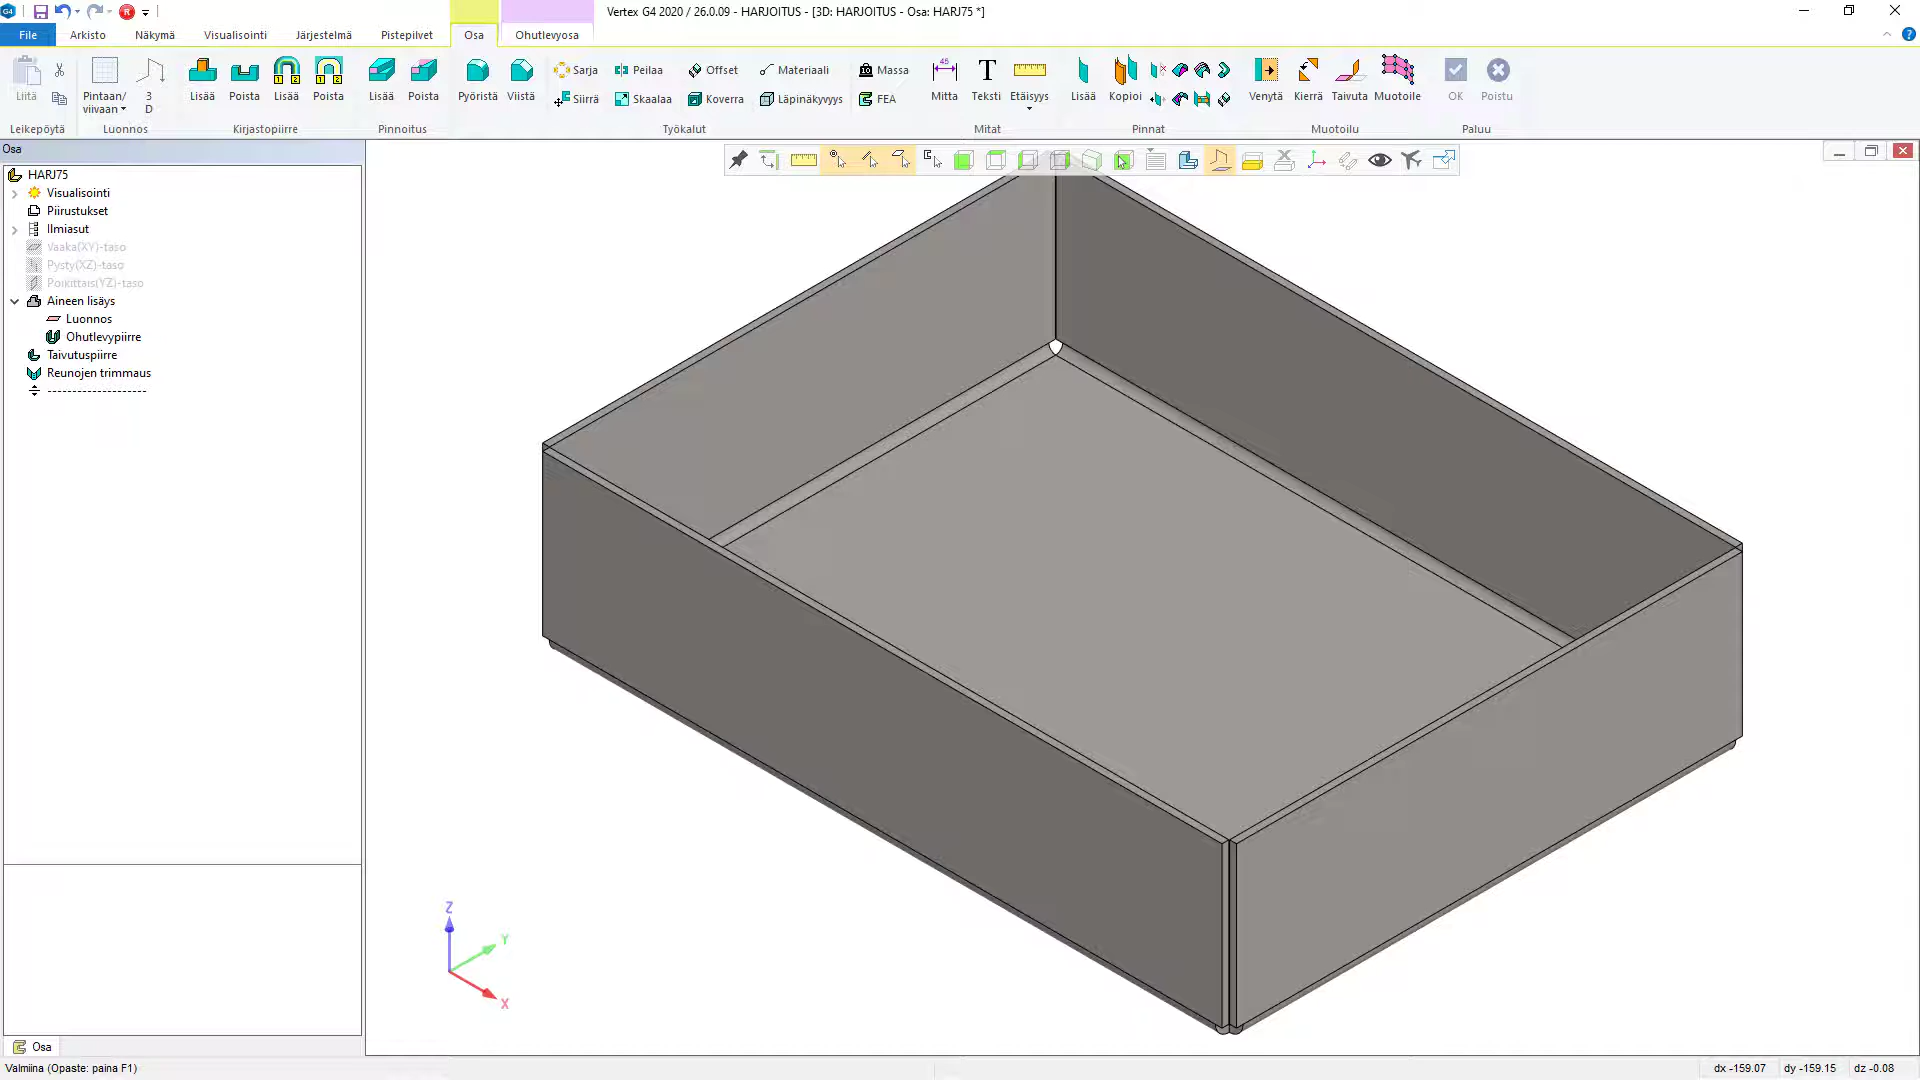 G4 R Vertex G4 2020 / 26.0.09 - HARJOITUS - [3D: HARJOITUS - Osa: HARJ75 *]
File Arkisto Näkymä Visualisointi Järjestelmä Pistepilvet Osa Ohutlevyosa ?
Liitä Pintaan/ viivaan 3 D Lisää Poista Lisää Poista Lisää Poista Pyöristä Viistä
Sarja Peilaa Offset Materiaali Massa
Siirrä Skaalaa Koverra Läpinäkyvyys FEA
Mitta Teksti Etäisyys Lisää Kopioi Venytä Kierrä Taivuta Muotoile OK Poistu
Leikepöytä Luonnos Kirjastopiirre Pinnoitus Työkalut Mitat Pinnat Muotoilu Paluu
Osa
HARJ75
Visualisointi
Piirustukset
Ilmiasut
Vaaka(XY)-taso
Pysty(XZ)-taso
Poikittais(YZ)-taso
Aineen lisäys
Luonnos
Ohutlevypiirre
Taivutuspiirre
Reunojen trimmaus
--------------------
Z
Y
X
Osa
Valmiina (Opaste: paina F1) dx -159.07 dy -159.15 dz -0.08